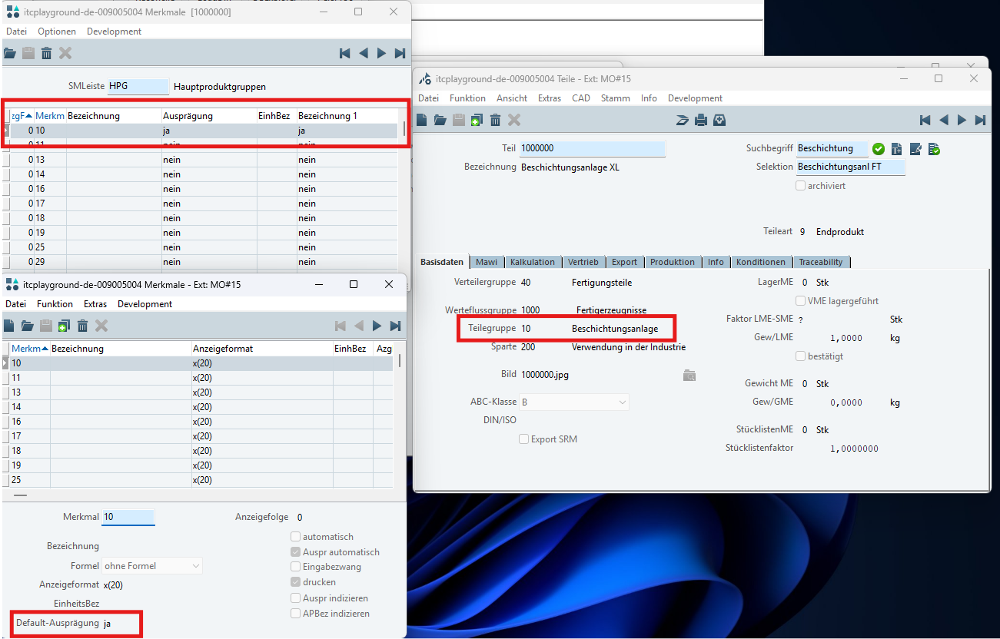 itcplayground-de-009005004 Merkmale [1000000]
Datei Optionen Development
SMLeiste HPG Hauptproduktgruppen
zgF Merkm Bezeichnung Ausprägung EinhBez Bezeichnung 1
0 10 ja ja
0 11 nein nein
0 13 nein nein
0 14 nein nein
0 16 nein nein
0 17 nein nein
0 18 nein nein
0 19 nein nein
0 25 nein nein
0 29 nein nein
itcplayground-de-009005004 Merkmale - Ext: MO#15
Datei Funktion Extras Development
Merkm Bezeichnung Anzeigeformat EinhBez Azg
10 x(20)
11 x(20)
13 x(20)
14 x(20)
16 x(20)
17 x(20)
18 x(20)
19 x(20)
25 x(20)
Merkmal 10 Anzeigefolge 0
automatisch
Bezeichnung Auspr automatisch
Formel ohne Formel Eingabezwang
Anzeigeformat x(20) drucken
EinheitsBez Auspr indizieren
APBez indizieren
Default-Ausprägung ja
itcplayground-de-009005004 Teile - Ext: MO#15
Datei Funktion Ansicht Extras CAD Stamm Info Development
Teil 1000000 Suchbegriff Beschichtung
Bezeichnung Beschichtungsanlage XL Selektion Beschichtungsanl FT
archiviert
Teileart 9 Endprodukt
Basisdaten Mawi Kalkulation Vertrieb Export Produktion Info Konditionen Traceability
Verteilergruppe 40 Fertigungsteile LagerME 0 Stk
VME lagergeführt
Werteflussgruppe 1000 Fertigerzeugnisse Faktor LME-SME ? Stk
Teilegruppe 10 Beschichtungsanlage Gew/LME 1,0000 kg
Sparte 200 Verwendung in der Industrie bestätigt
Bild 1000000.jpg Gewicht ME 0 Stk
ABC-Klasse B Gew/GME 0,0000 kg
DIN/ISO StücklistenME 0 Stk
Export SRM Stücklistenfaktor 1,0000000